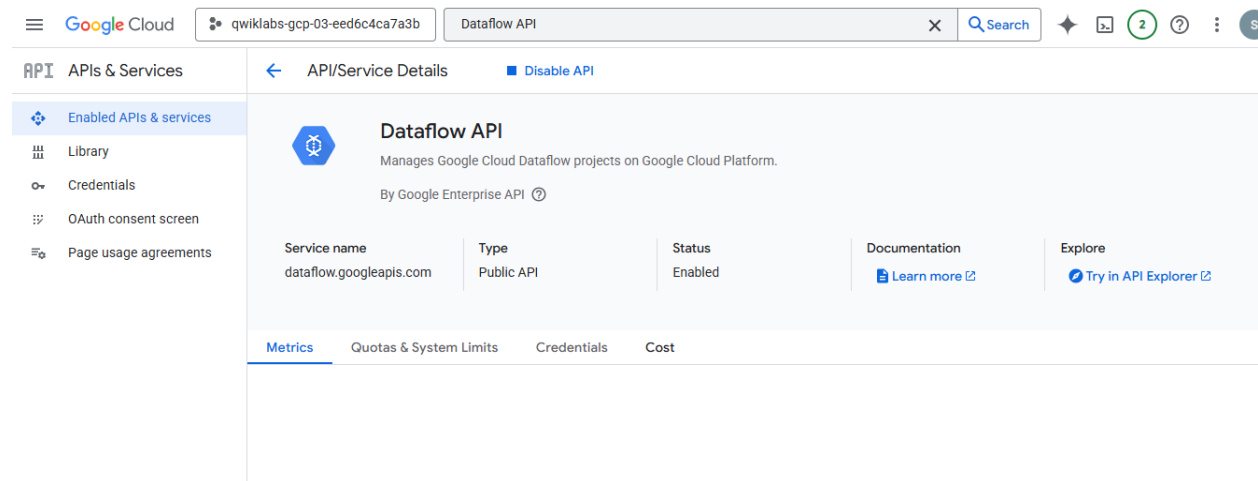 Google Cloud
qwiklabs-gcp-03-eed6c4ca7a3b
Dataflow API
Search
2
S
API APIs & Services
API/Service Details
Disable API
Enabled APIs & services
Library
Credentials
OAuth consent screen
Page usage agreements
Dataflow API
Manages Google Cloud Dataflow projects on Google Cloud Platform.
By Google Enterprise API
Service name
dataflow.googleapis.com
Type
Public API
Status
Enabled
Documentation
Learn more
Explore
Try in API Explorer
Metrics Quotas & System Limits Credentials Cost